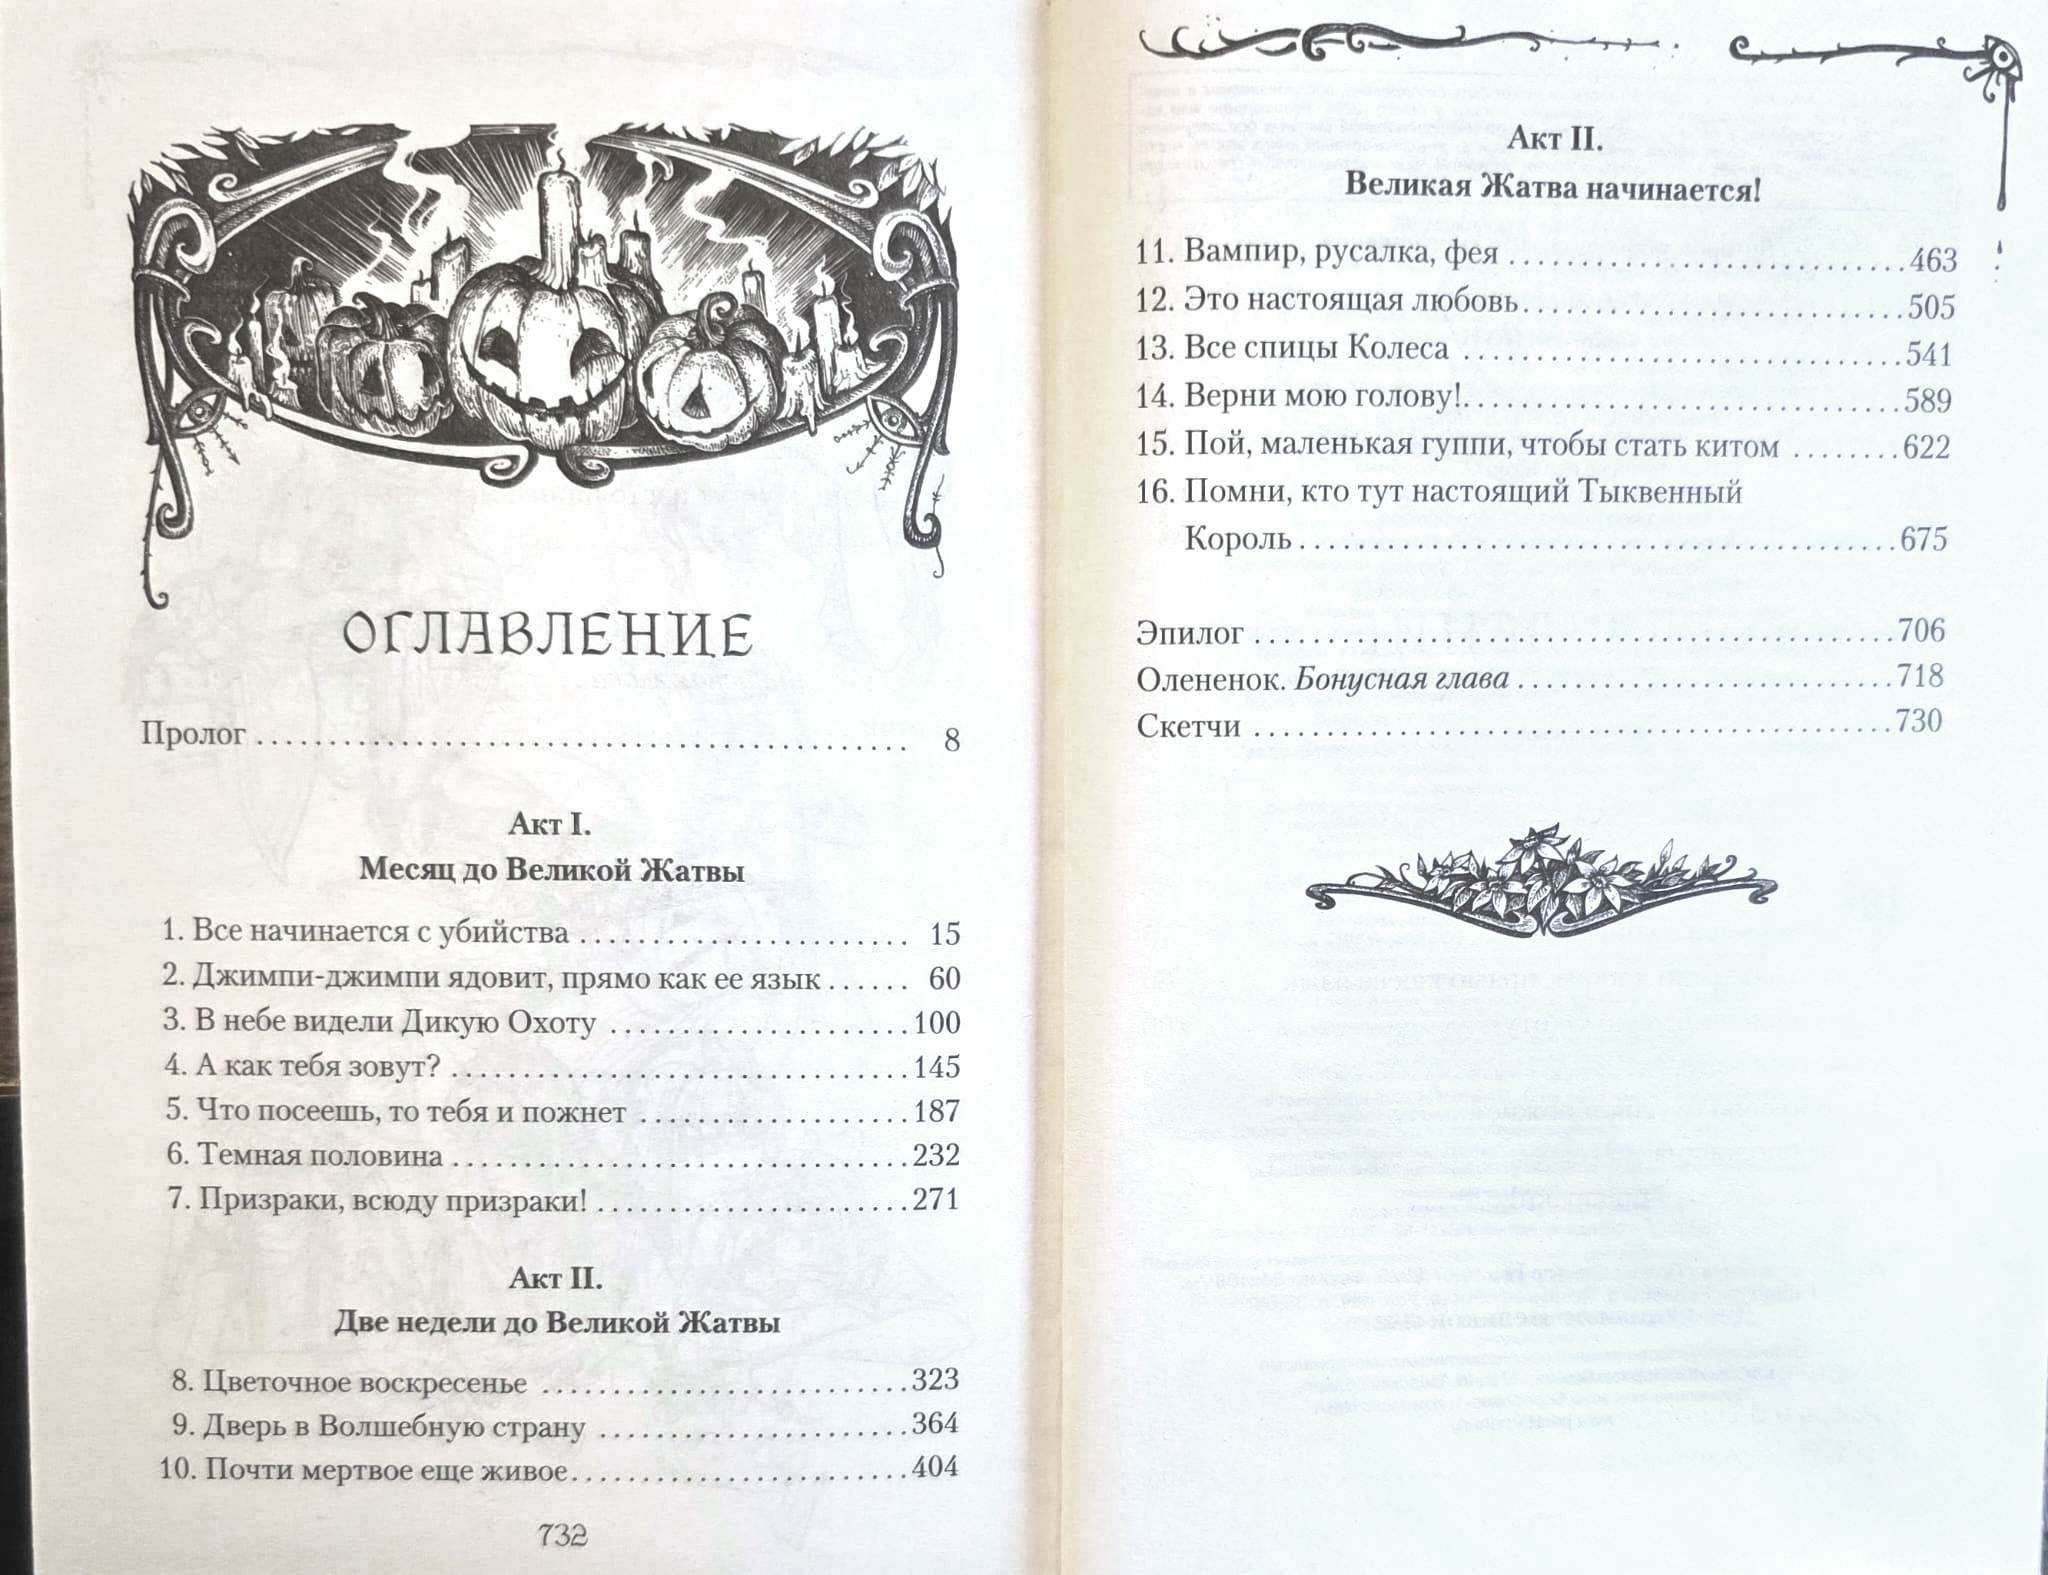 ОГЛАВЛЕНИЕ
Пролог ........................................... 8
Акт I.
Месяц до Великой Жатвы
1. Все начинается с убийства ....................... 15
2. Джимпи-джимпи ядовит, прямо как ее язык ...... 60
3. В небе видели Дикую Охоту .....................100
4. А как тебя зовут? ................................145
5. Что посеешь, то тебя и пожнет ...................187
6. Темная половина ................................232
7. Призраки, всюду призраки! ......................271
Акт II.
Две недели до Великой Жатвы
8. Цветочное воскресенье ..........................323
9. Дверь в Волшебную страну ......................364
10. Почти мертвое еще живое........................404
732
Акт II.
Великая Жатва начинается!
11. Вампир, русалка, фея ...........................463
12. Это настоящая любовь..........................505
13. Все спицы Колеса ..............................541
14. Верни мою голову!..............................589
15. Пой, маленькая гуппи, чтобы стать китом ........622
16. Помни, кто тут настоящий Тыквенный
Король.........................................675
Эпилог ............................................706
Олененок. Бонусная глава ..........................718
Скетчи ............................................730